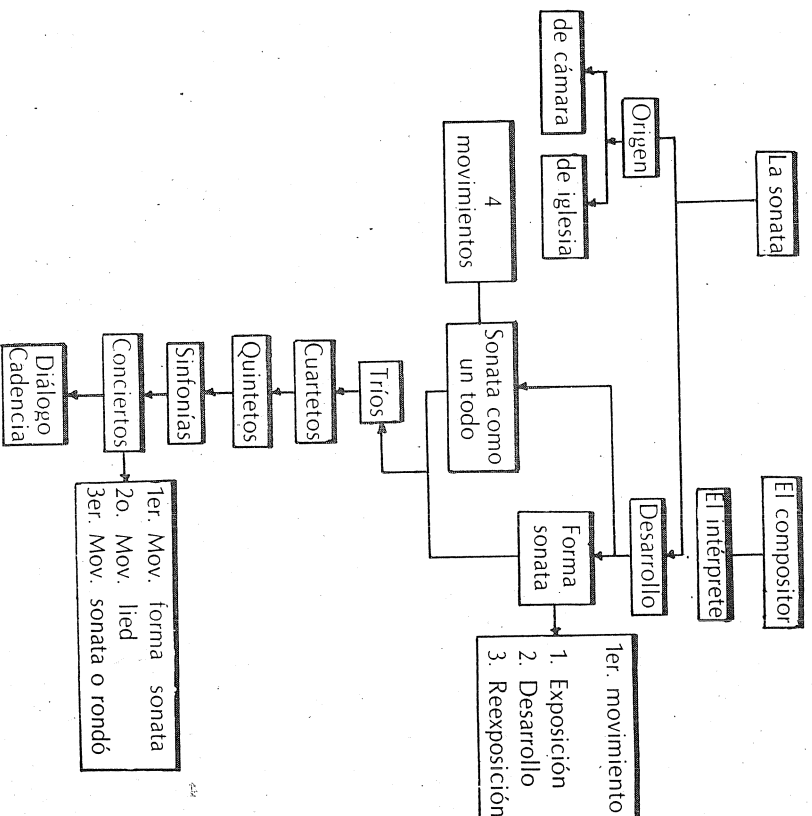 La sonata
El compositor
El intérprete
Origen
Desarrollo
de cámara
de iglesia
4
movimientos
Sonata como
un todo
Forma
sonata
1er. movimiento
1. Exposición
2. Desarrollo
3. Reexposición
Tríos
Cuartetos
Quintetos
Sinfonías
Conciertos
1er. Mov. forma sonata
2o. Mov. lied
3er. Mov. sonata o rondó
Diálogo
Cadencia